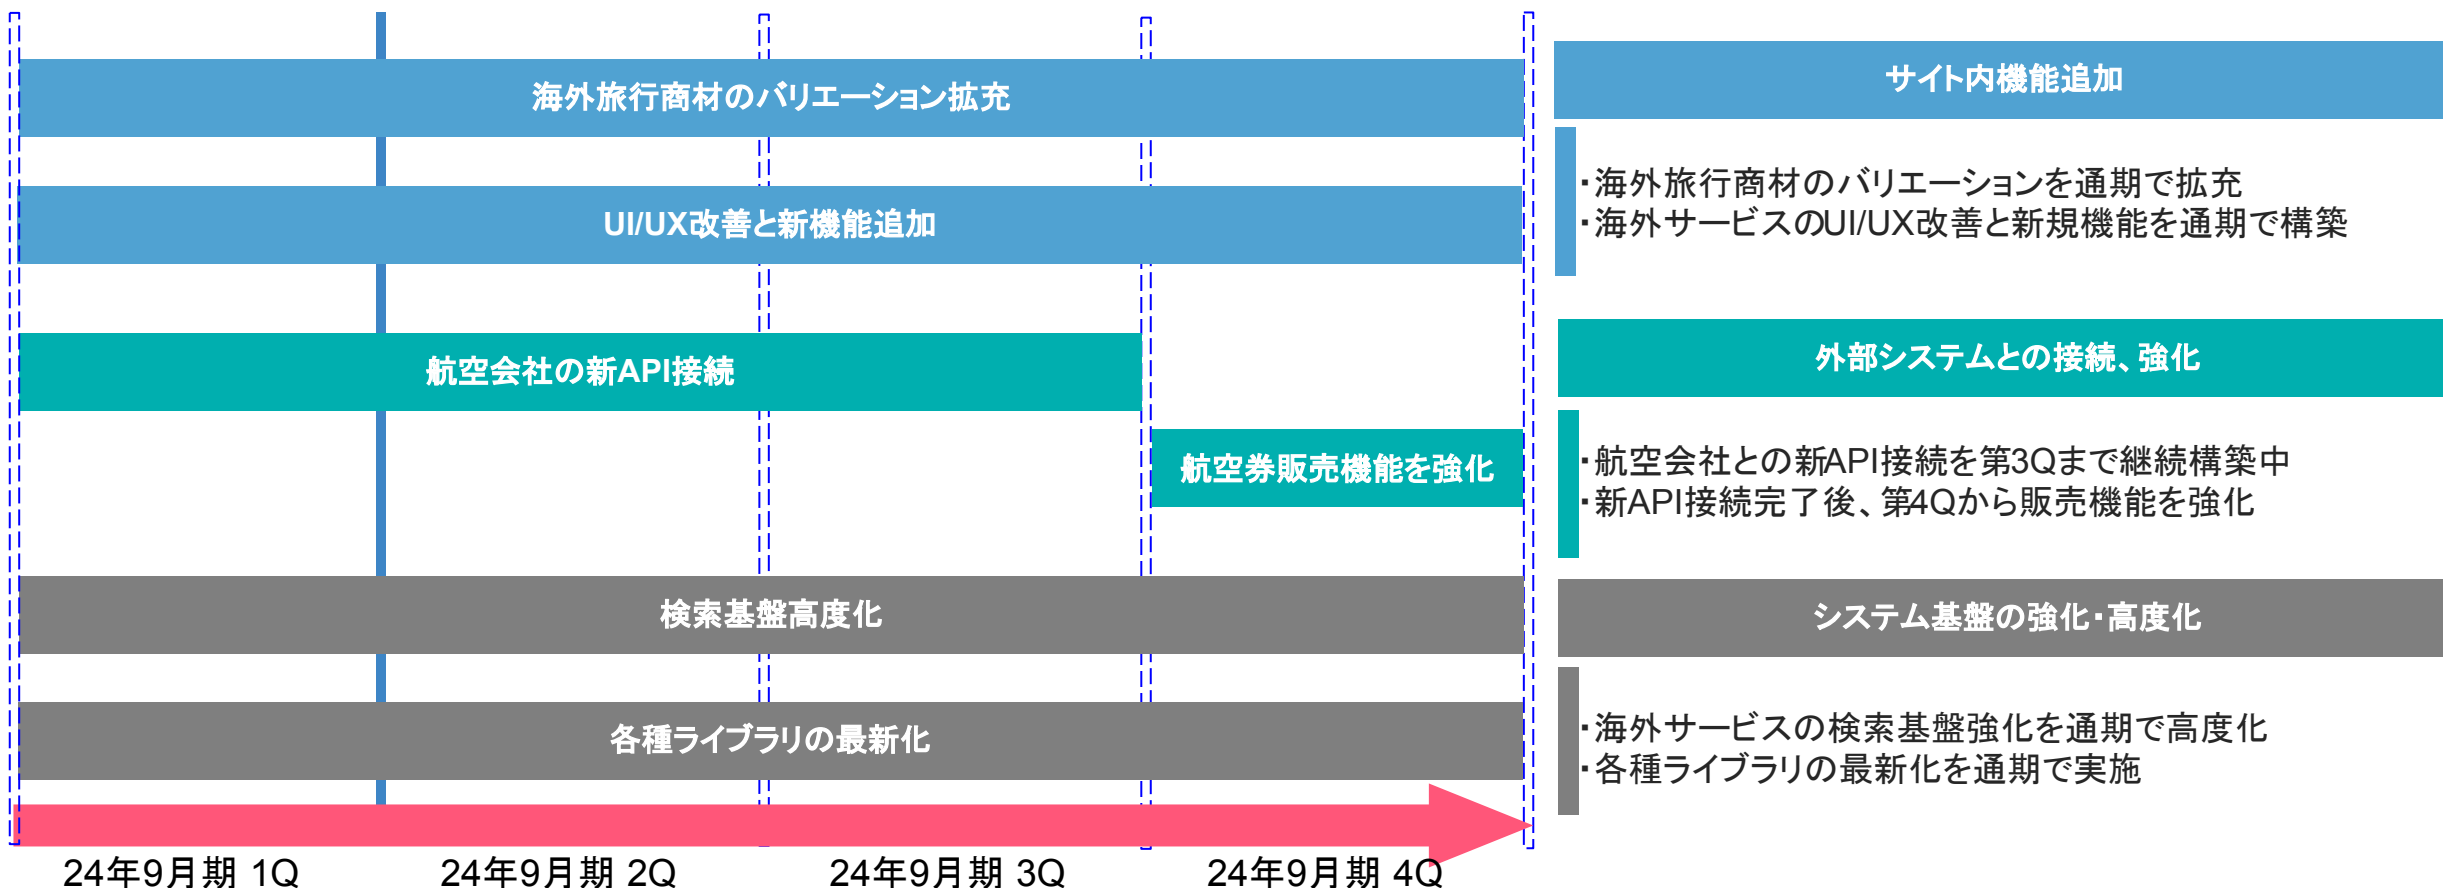 海外旅行商材のバリエーション拡充
UI/UX改善と新機能追加
航空会社の新API接続
航空券販売機能を強化
検索基盤高度化
各種ライブラリの最新化
24年9月期 1Q
24年9月期 2Q
24年9月期 3Q
24年9月期 4Q
サイト内機能追加
・海外旅行商材のバリエーションを通期で拡充
・海外サービスのUI/UX改善と新規機能を通期で構築
外部システムとの接続、強化
・航空会社との新API接続を第3Qまで継続構築中
・新API接続完了後、第4Qから販売機能を強化
システム基盤の強化・高度化
・海外サービスの検索基盤強化を通期で高度化
・各種ライブラリの最新化を通期で実施